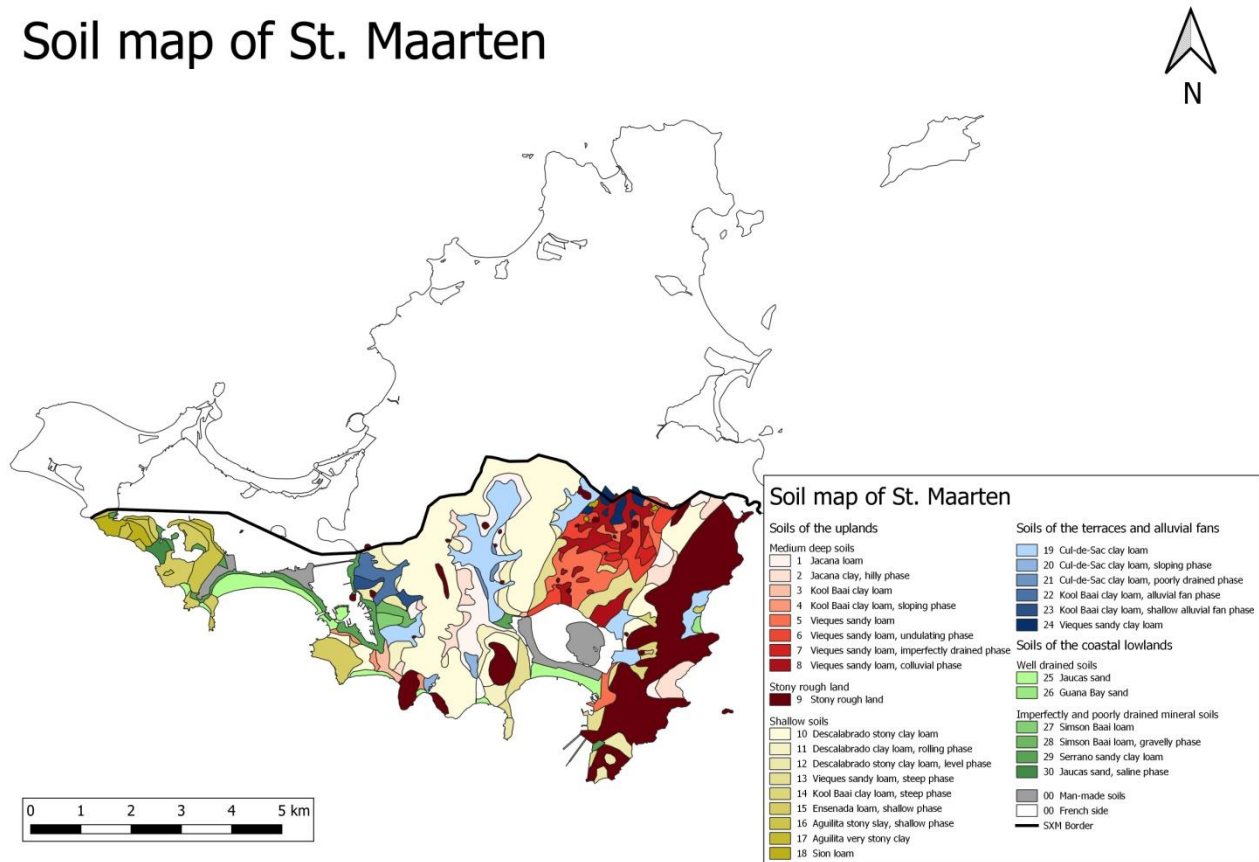 Soil map of St. Maarten
N
0 1 2 3 4 5 km
Soil map of St. Maarten
Soils of the uplands
Medium deep soils
1 Jacana loam
2 Jacana clay, hilly phase
3 Kool Baai clay loam
4 Kool Baai clay loam, sloping phase
5 Vieques sandy loam
6 Vieques sandy loam, undulating phase
7 Vieques sandy loam, imperfectly drained phase
8 Vieques sandy loam, colluvial phase
Stony rough land
9 Stony rough land
Shallow soils
10 Descalabrado stony clay loam
11 Descalabrado clay loam, rolling phase
12 Descalabrado stony clay loam, level phase
13 Vieques sandy loam, steep phase
14 Kool Baai clay loam, steep phase
15 Ensenada loam, shallow phase
16 Aguilita stony slay, shallow phase
17 Aguilita very stony clay
18 Sion loam
Soils of the terraces and alluvial fans
19 Cul-de-Sac clay loam
20 Cul-de-Sac clay loam, sloping phase
21 Cul-de-Sac clay loam, poorly drained phase
22 Kool Baai clay loam, alluvial fan phase
23 Kool Baai clay loam, shallow alluvial fan phase
24 Vieques sandy clay loam
Soils of the coastal lowlands
Well drained soils
25 Jaucas sand
26 Guana Bay sand
Imperfectly and poorly drained mineral soils
27 Simson Baai loam
28 Simson Baai loam, gravelly phase
29 Serrano sandy clay loam
30 Jaucas sand, saline phase
00 Man-made soils
00 French side
SXM Border